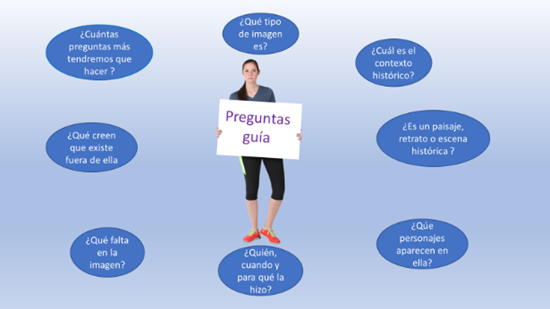 ¿Cuántas
preguntas más
tendremos que
hacer ?
¿Qué tipo
de imagen
es?
¿Cuál es el
contexto
histórico?
Preguntas
guía
¿Qué creen
que existe
fuera de ella
¿Es un paisaje,
retrato o escena
histórica ?
¿Qué falta
en la
imagen?
¿Quién,
cuando y
para qué la
hizo?
¿Qúe
personajes
aparecen en
ella?